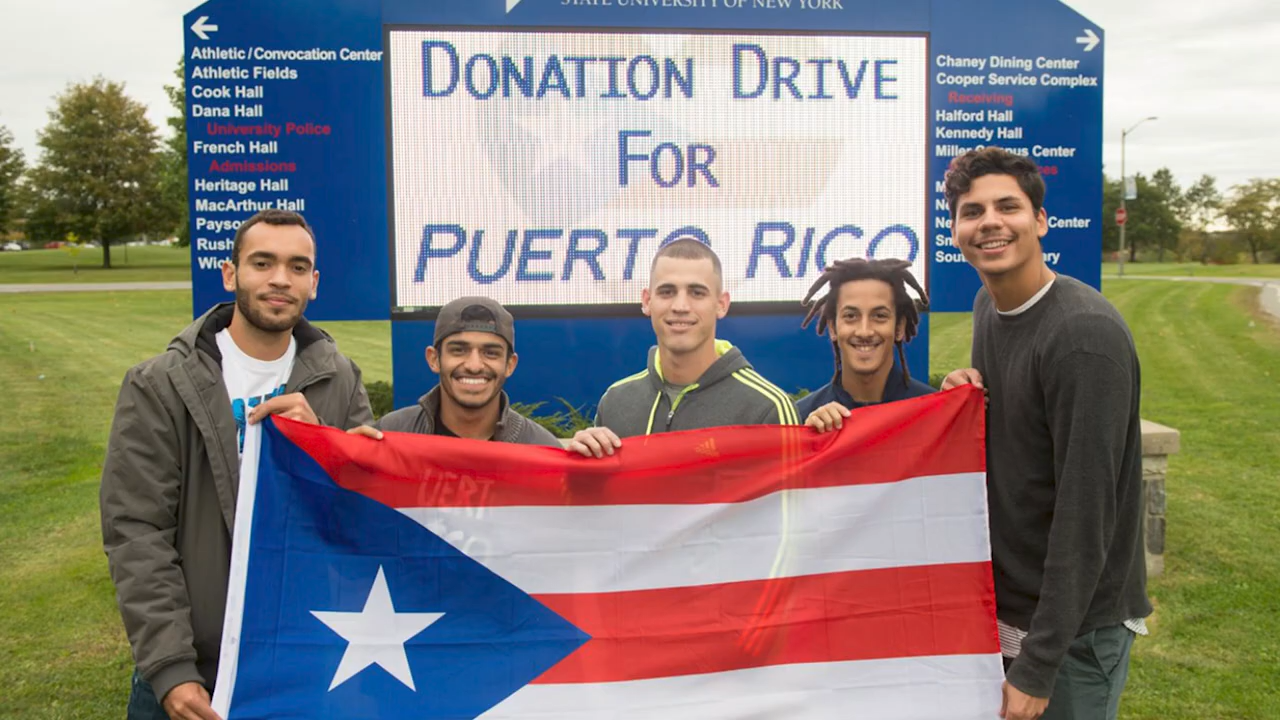 STATE UNIVERSITY OF NEW YORK
Athletic / Convocation Center
Athletic Fields
Cook Hall
Dana Hall
University Police
French Hall
Admissions
Heritage Hall
MacArthur Hall
DONATION DRIVE
FOR
PUERTO RICO
Chaney Dining Center
Cooper Service Complex
Receiving
Halford Hall
Kennedy Hall
Center
Center